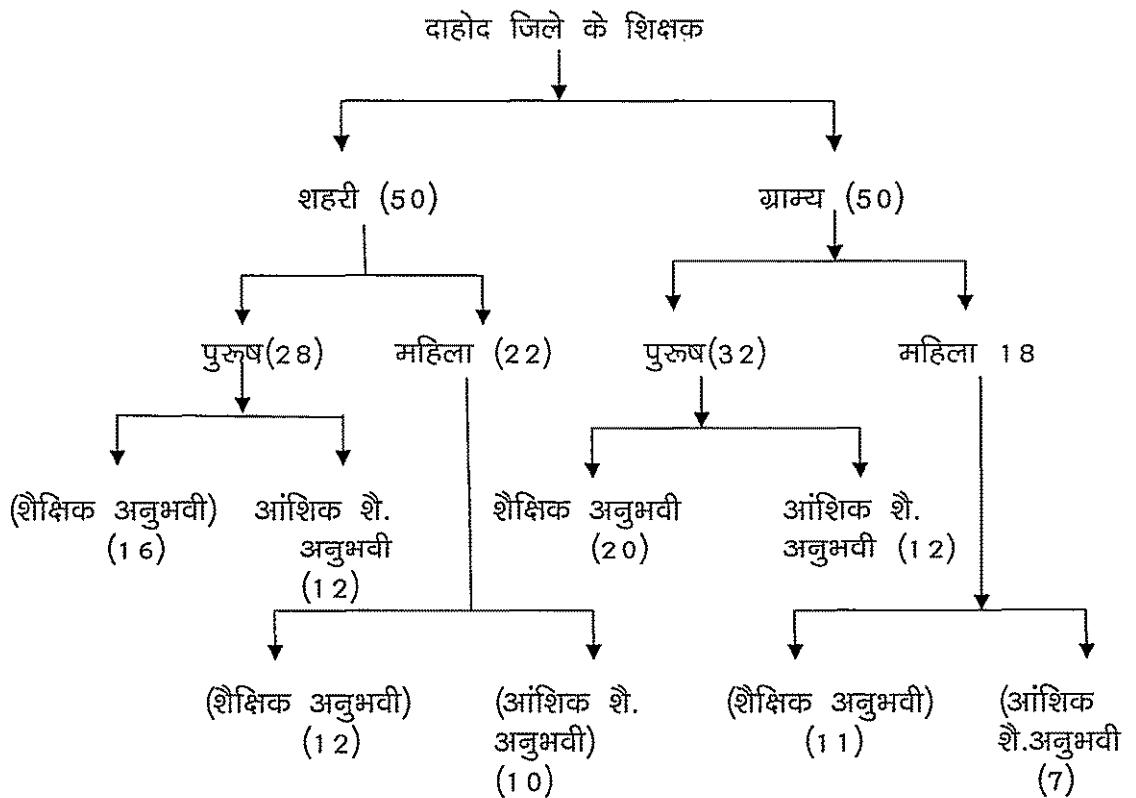 दाहोद जिले के शिक्षक
शहरी (50)
ग्राम्य (50)
पुरूष(28)
महिला (22)
पुरूष(32)
महिला 18
(शैक्षिक अनुभवी)
(16)
आंशिक शै.
अनुभवी
(12)
शैक्षिक अनुभवी
(20)
आंशिक शै.
अनुभवी (12)
(शैक्षिक अनुभवी)
(12)
(आंशिक शै.
अनुभवी)
(10)
(शैक्षिक अनुभवी)
(11)
(आंशिक
शै.अनुभवी
(7)